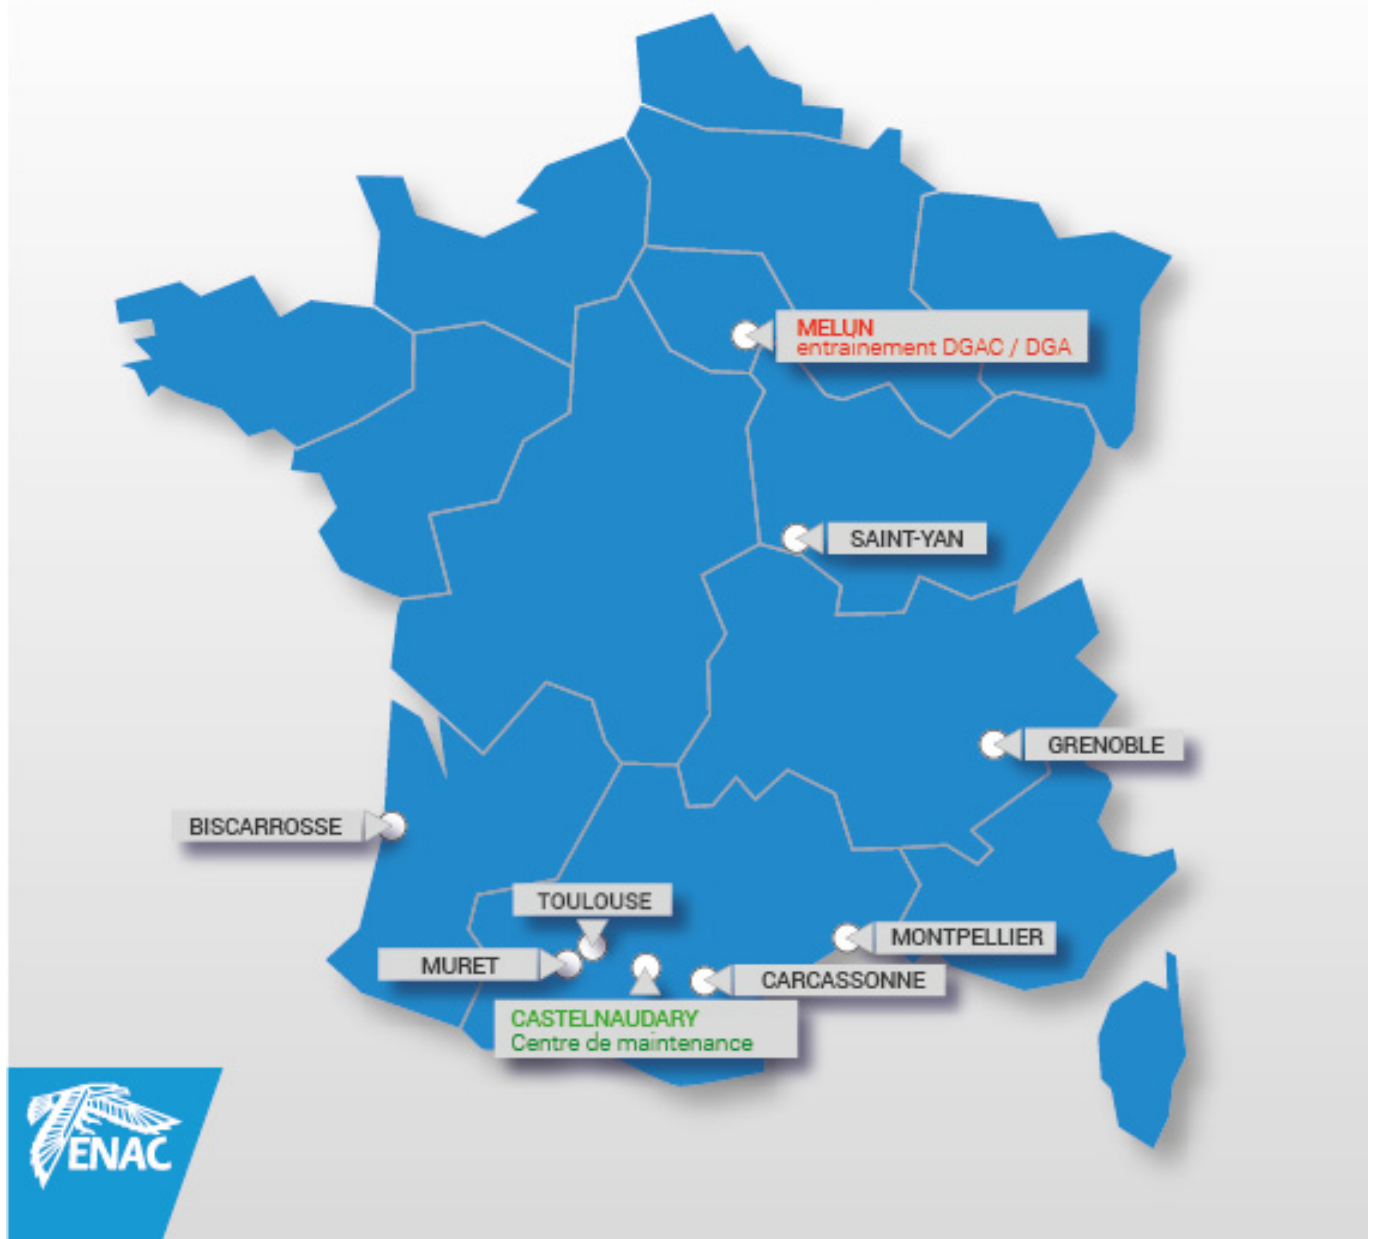 MELUN
entrainement DGAC / DGA
SAINT-YAN
GRENOBLE
BISCARROSSE
TOULOUSE
MONTPELLIER
MURET
CARCASSONNE
CASTELNAUDARY
Centre de maintenance
ENAC